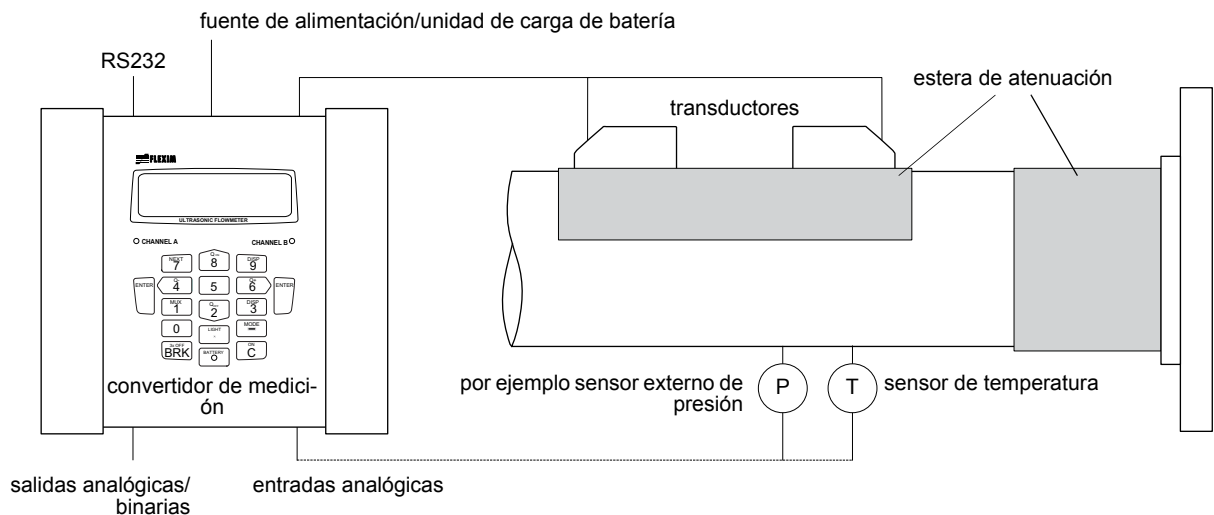 fuente de alimentación/unidad de carga de batería
RS232
estera de atenuación
transductores
FLEXIM
ULTRASONIC FLOWMETER
CHANNEL A
CHANNEL B
NEXT
7
8
DISP
9
ENTER
4
5
6
ENTER
MUX
1
2
DISP
3
0
LIGHT
.
MODE
BRK
BATTERY
ON
C
convertidor de medici-
ón
por ejemplo sensor externo de
presión
P
T
sensor de temperatura
salidas analógicas/
binarias
entradas analógicas